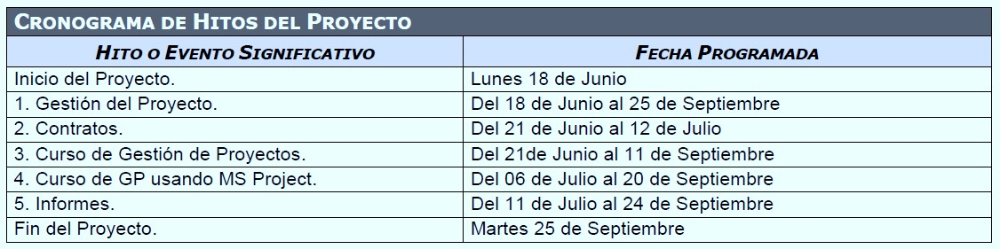 CRONOGRAMA DE HITOS DEL PROYECTO
HITO O EVENTO SIGNIFICATIVO FECHA PROGRAMADA
Inicio del Proyecto. Lunes 18 de Junio
1. Gestión del Proyecto. Del 18 de Junio al 25 de Septiembre
2. Contratos. Del 21 de Junio al 12 de Julio
3. Curso de Gestión de Proyectos. Del 21de Junio al 11 de Septiembre
4. Curso de GP usando MS Project. Del 06 de Julio al 20 de Septiembre
5. Informes. Del 11 de Julio al 24 de Septiembre
Fin del Proyecto. Martes 25 de Septiembre